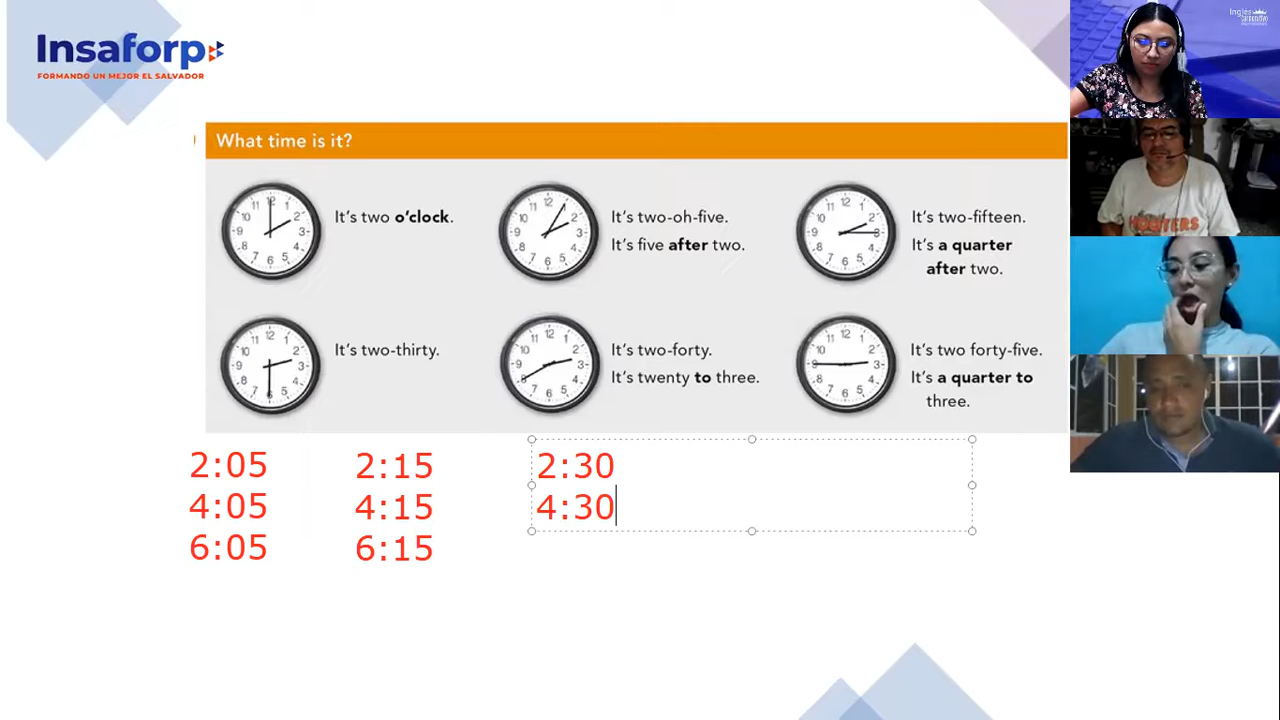 Insaforp
FORMANDO UN MEJOR EL SALVADOR
What time is it?
It's two o'clock.
It's two-oh-five.
It's five after two.
It's two-fifteen.
It's a quarter
after two.
It's two-thirty.
It's two-forty.
It's twenty to three.
It's two forty-five.
It's a quarter to
three.
2:05
4:05
6:05
2:15
4:15
6:15
2:30
4:30
HOOTERS